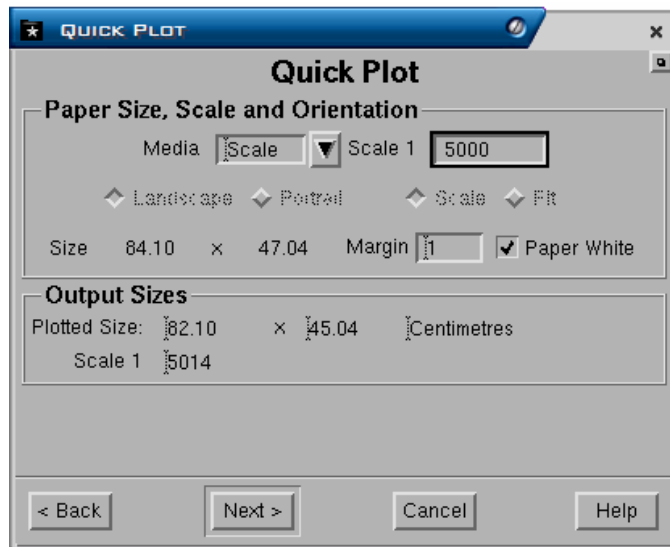 QUICK PLOT
Quick Plot
Paper Size, Scale and Orientation
Media Scale Scale 1 5000
Landscape Portrait Scale Fit
Size 84.10 × 47.04 Margin 1 Paper White
Output Sizes
Plotted Size: 82.10 × 45.04 Centimetres
Scale 1 5014
< Back Next > Cancel Help